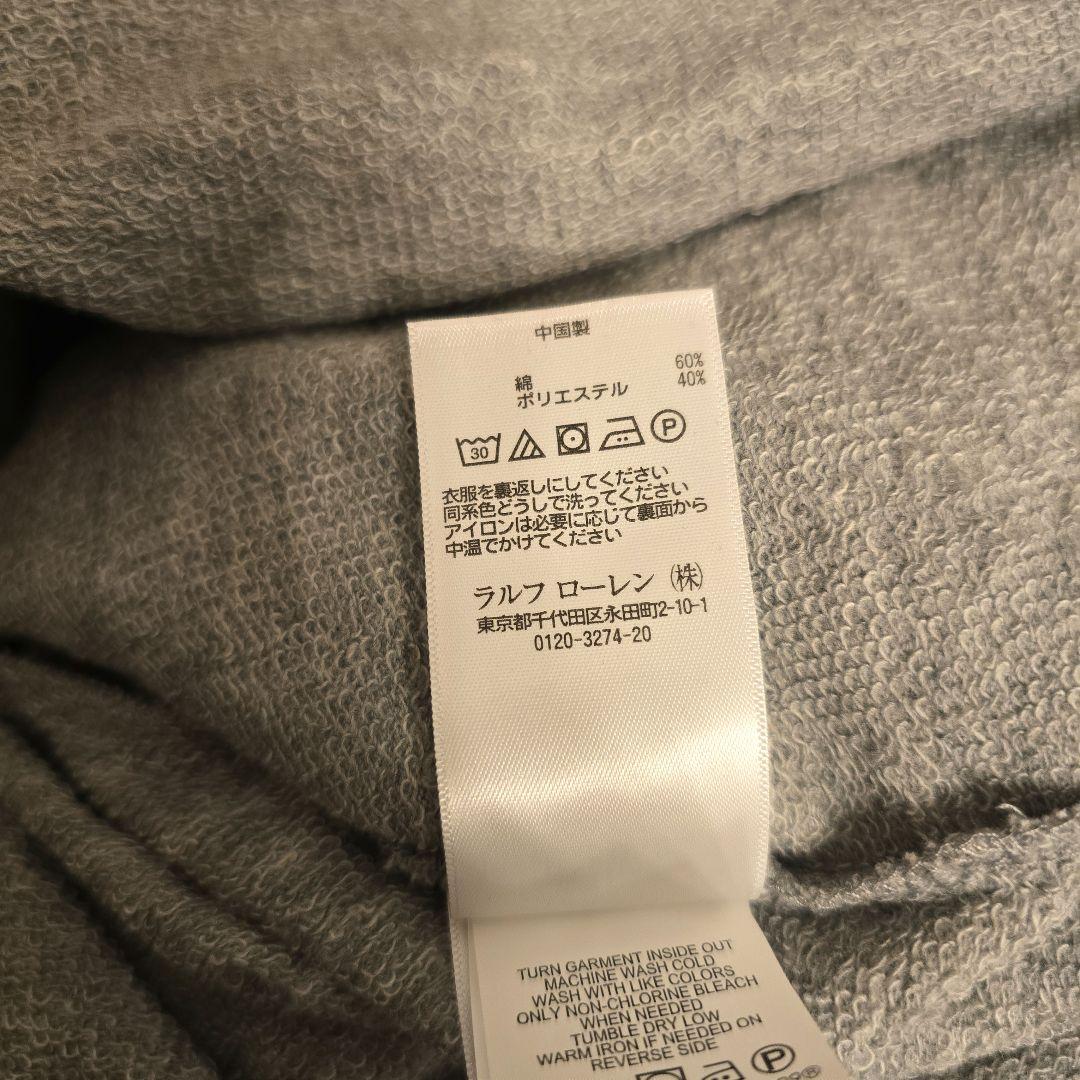 中国製
綿 60%
ポリエステル 40%
30 P
衣服を裏返しにしてください
同系色どうしで洗ってください
アイロンは必要に応じて裏面から
中温でかけてください
ラルフ ローレン (株)
東京都千代田区永田町2-10-1
0120-3274-20
TURN GARMENT INSIDE OUT
MACHINE WASH COLD
WASH WITH LIKE COLORS
ONLY NON-CHLORINE BLEACH
WHEN NEEDED
TUMBLE DRY LOW
WARM IRON IF NEEDED ON
REVERSE SIDE
P